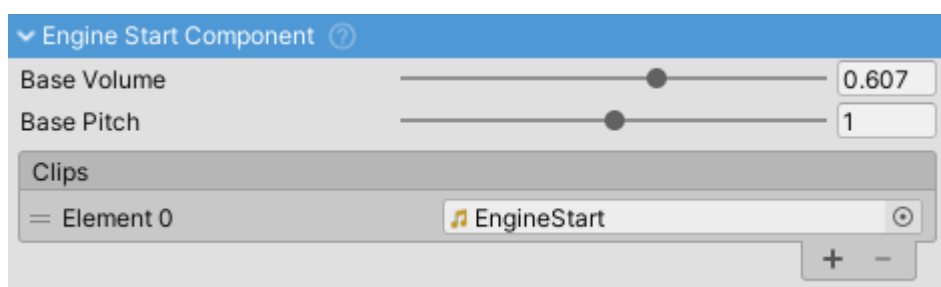 Engine Start Component ?
Base Volume 0.607
Base Pitch 1
Clips
= Element 0 EngineStart
+ −